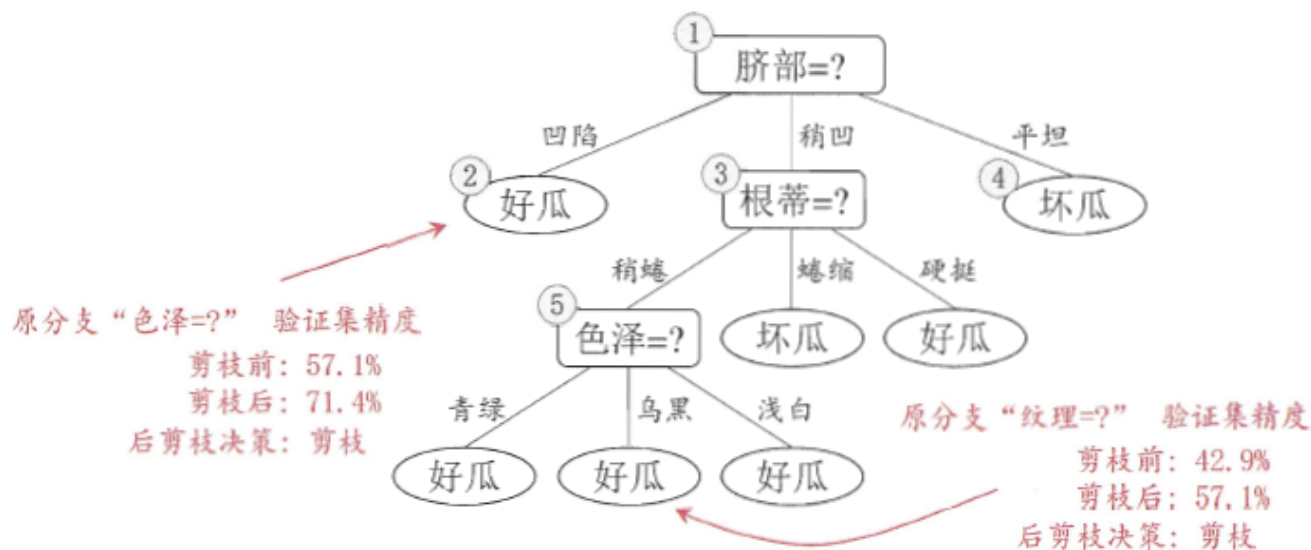 ①
脐部=?
凹陷 稍凹 平坦
② ③ ④
好瓜 根蒂=? 坏瓜
稍蜷 蜷缩 硬挺
原分支“色泽=?” 验证集精度
剪枝前: 57.1%
剪枝后: 71.4%
后剪枝决策: 剪枝
⑤
色泽=? 坏瓜 好瓜
青绿 乌黑 浅白
好瓜 好瓜 好瓜
原分支“纹理=?” 验证集精度
剪枝前: 42.9%
剪枝后: 57.1%
后剪枝决策: 剪枝